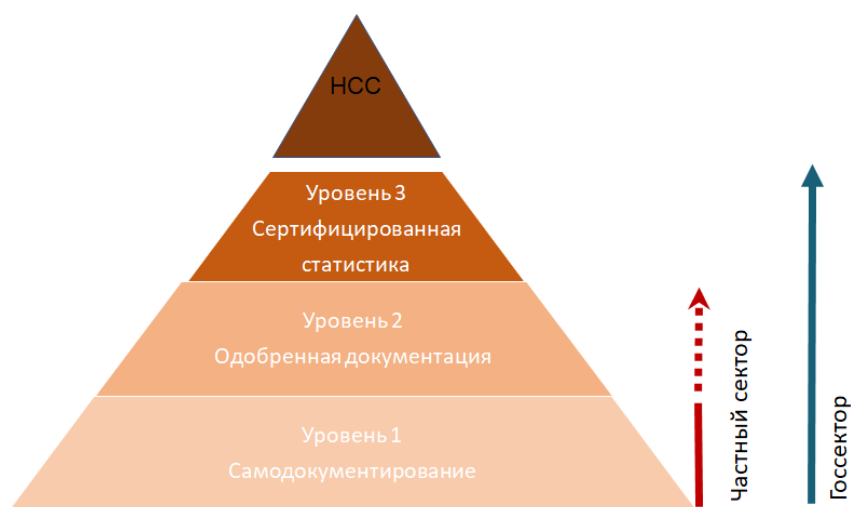 НСС
Уровень 3
Сертифицированная
статистика
Уровень 2
Одобренная документация
Уровень 1
Самодокументирование
Частный сектор
Госсектор